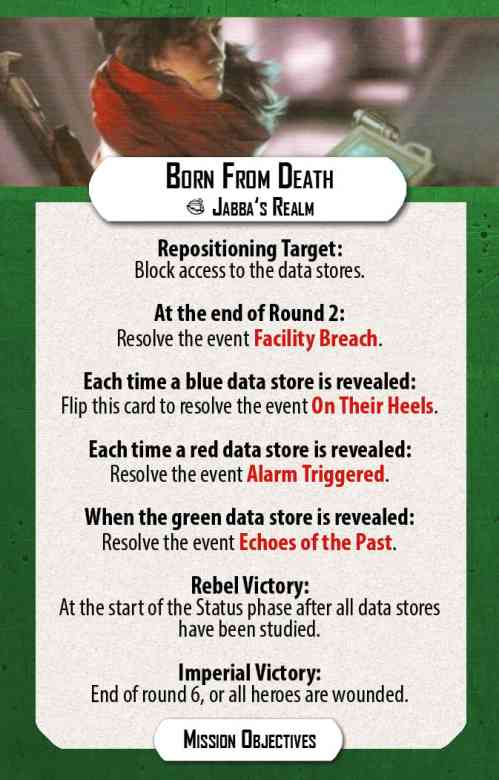 BORN FROM DEATH
JABBA'S REALM
Repositioning Target:
Block access to the data stores.
At the end of Round 2:
Resolve the event Facility Breach.
Each time a blue data store is revealed:
Flip this card to resolve the event On Their Heels.
Each time a red data store is revealed:
Resolve the event Alarm Triggered.
When the green data store is revealed:
Resolve the event Echoes of the Past.
Rebel Victory:
At the start of the Status phase after all data stores
have been studied.
Imperial Victory:
End of round 6, or all heroes are wounded.
MISSION OBJECTIVES